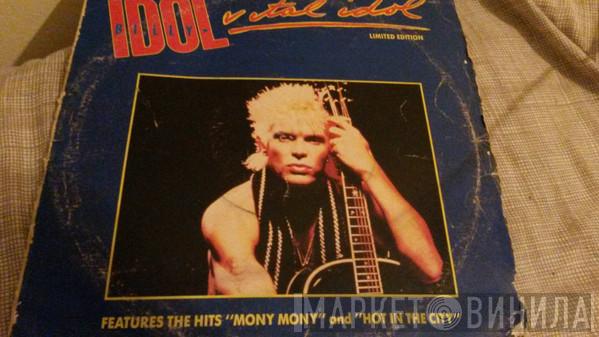 IDOL
BILLY
vital idol
LIMITED EDITION
FEATURES THE HITS "MONY MONY" and "HOT IN THE CITY"
МАРКЕТ ВИНИЛА